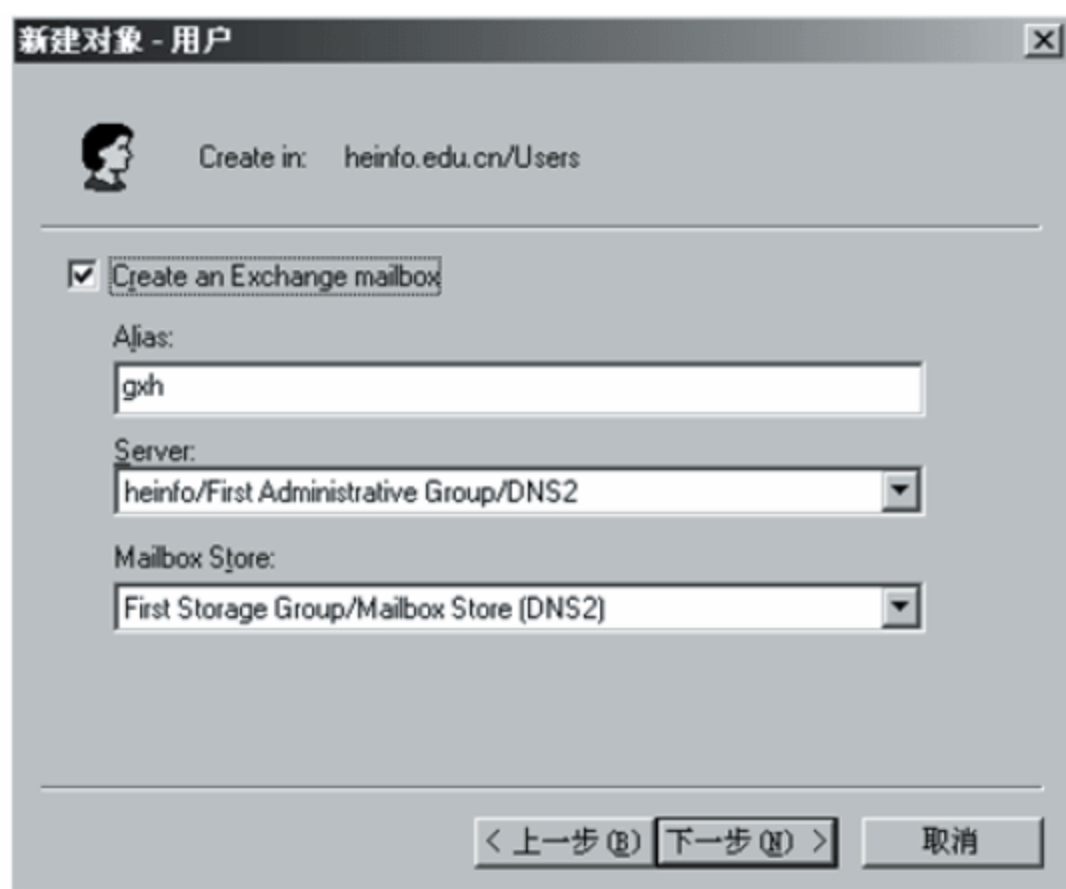 新建对象 - 用户
Create in: heinfo.edu.cn/Users
Create an Exchange mailbox
Alias:
gxh
Server:
heinfo/First Administrative Group/DNS2
Mailbox Store:
First Storage Group/Mailbox Store (DNS2)
< 上一步(B) 下一步(N) > 取消